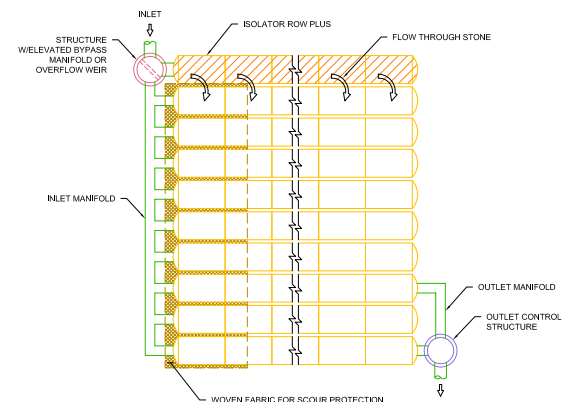 INLET
ISOLATOR ROW PLUS
STRUCTURE
W/ELEVATED BYPASS
MANIFOLD OR
OVERFLOW WEIR
FLOW THROUGH STONE
INLET MANIFOLD
OUTLET MANIFOLD
OUTLET CONTROL
STRUCTURE
WOVEN FABRIC FOR SCOUR PROTECTION